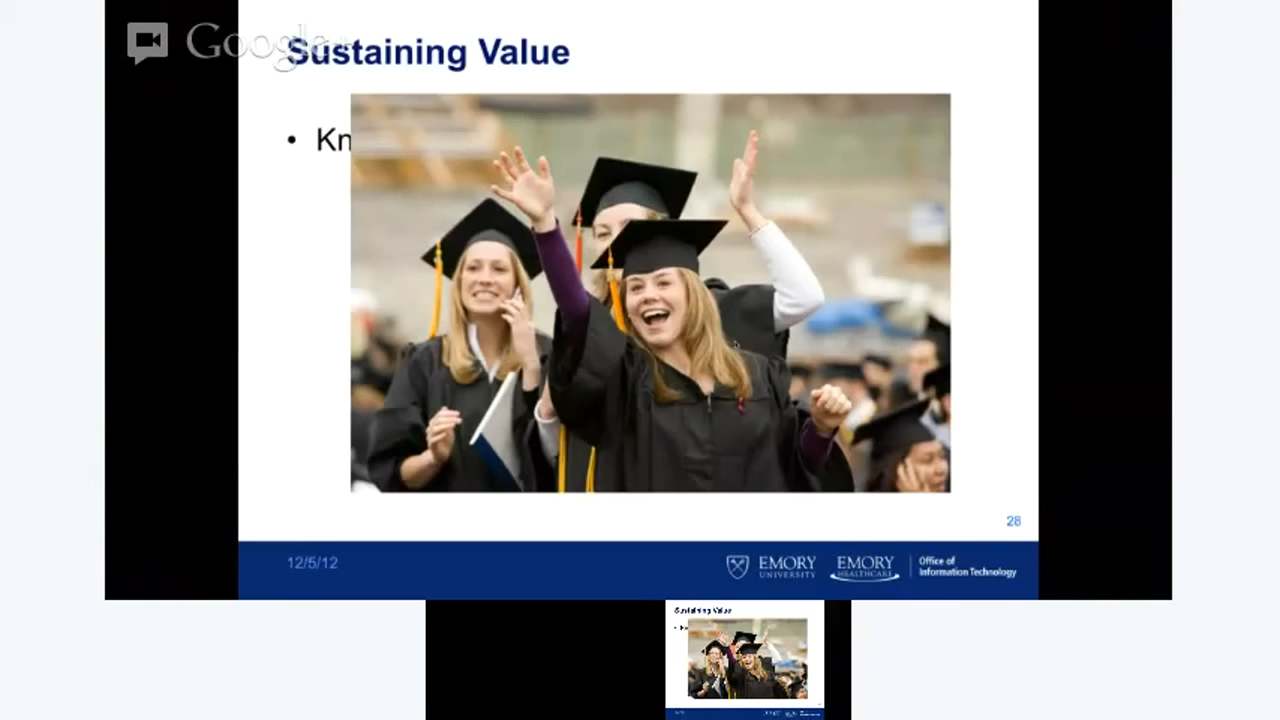 Google+
Sustaining Value
• Kn
28
12/5/12
EMORY
UNIVERSITY
EMORY
HEALTHCARE
Office of
Information Technology
Sustaining Value